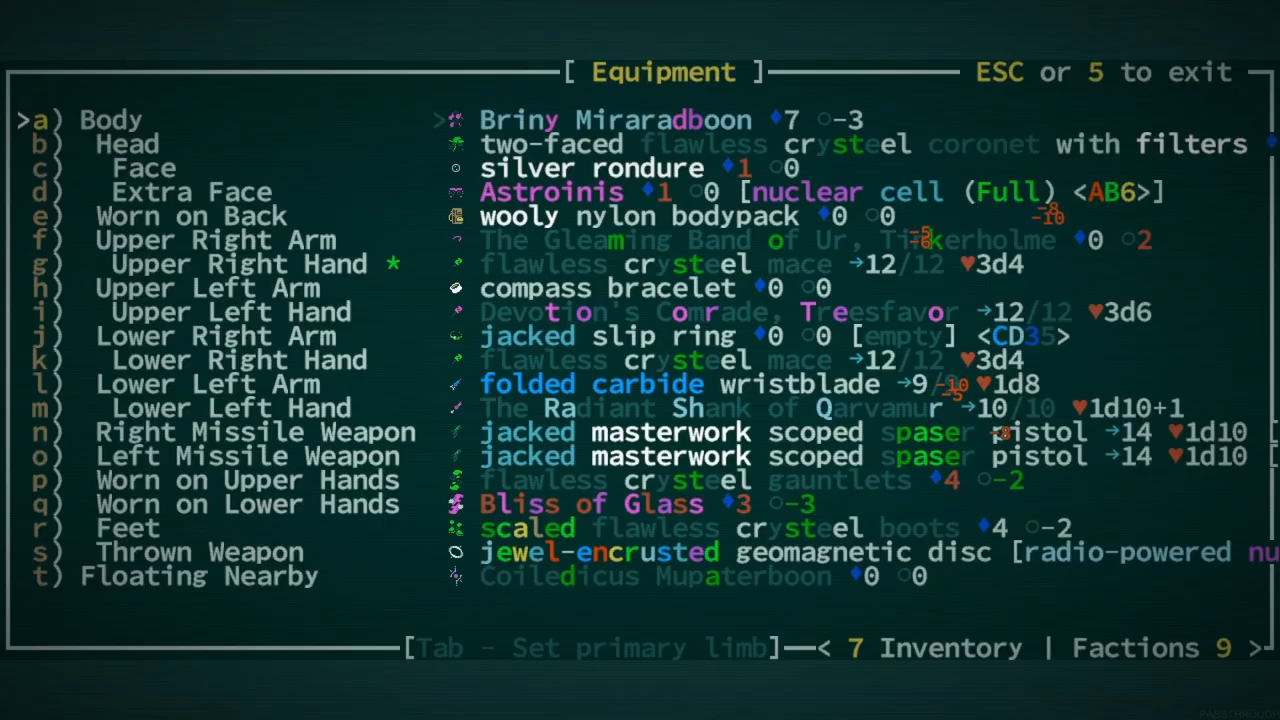 [ Equipment ] ESC or 5 to exit
>a) Body > Briny Miraradboon ♦7 ○-3
b) Head two-faced flawless crysteel coronet with filters ♦
c) Face silver rondure ♦1 ○0
d) Extra Face Astroinis ♦1 ○0 [nuclear cell (Full) <AB6>]
e) Worn on Back wooly nylon bodypack ♦0 ○0
f) Upper Right Arm The Gleaming Band of Ur, Tinkerholme ♦0 ○2
g) Upper Right Hand * flawless crysteel mace →12/12 ♥3d4
h) Upper Left Arm compass bracelet ♦0 ○0
i) Upper Left Hand Devotion's Comrade, Treesfavor →12/12 ♥3d6
j) Lower Right Arm jacked slip ring ♦0 ○0 [empty] <CD35>
k) Lower Right Hand flawless crysteel mace →12/12 ♥3d4
l) Lower Left Arm folded carbide wristblade →9/ ♥1d8
m) Lower Left Hand The Radiant Shank of Qarvamur →10/10 ♥1d10+1
n) Right Missile Weapon jacked masterwork scoped spaser pistol →14 ♥1d10 [
o) Left Missile Weapon jacked masterwork scoped spaser pistol →14 ♥1d10 [
p) Worn on Upper Hands flawless crysteel gauntlets ♦4 ○-2
q) Worn on Lower Hands Bliss of Glass ♦3 ○-3
r) Feet scaled flawless crysteel boots ♦4 ○-2
s) Thrown Weapon jewel-encrusted geomagnetic disc [radio-powered nu
t) Floating Nearby Coiledicus Mupaterboon ♦0 ○0
[Tab - Set primary limb] < 7 Inventory | Factions 9 >